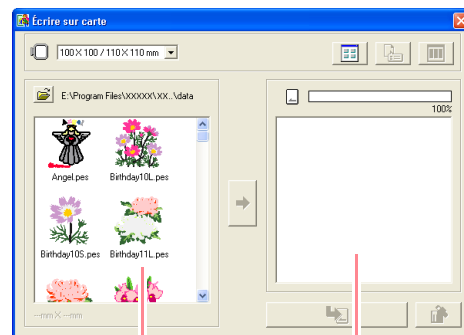 Écrire sur carte
100 X 100 / 110 X 110 mm
E:\Program Files\XXXXX\XX..\data
100%
Angel.pes
Birthday10L.pes
Birthday10S.pes
Birthday11L.pes
---mm X ---mm